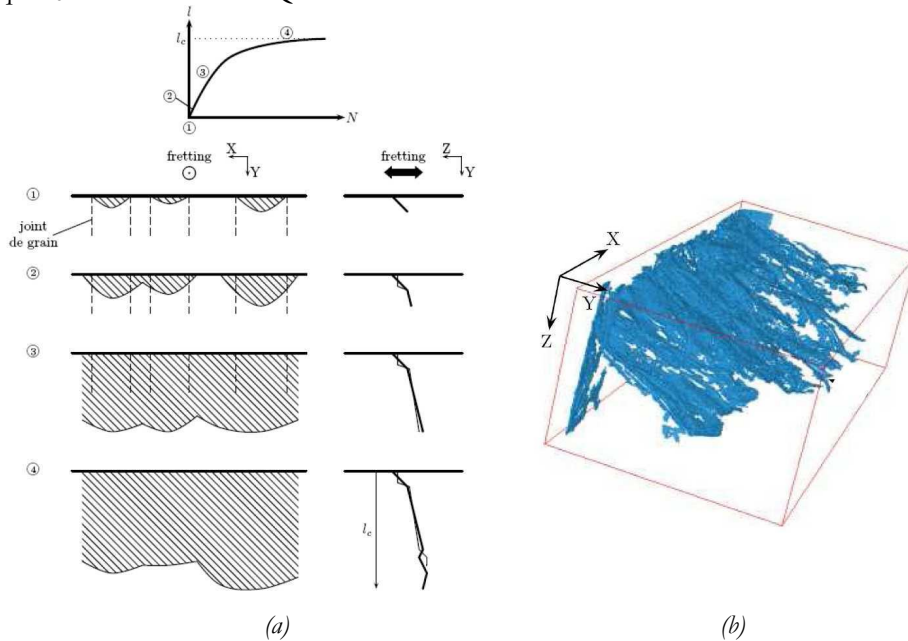 l
l_c
④
③
②
①
N
fretting
X
Y
fretting
Z
Y
①
joint
de grain
②
③
④
l_c
(a)
X
Y
Z
(b)